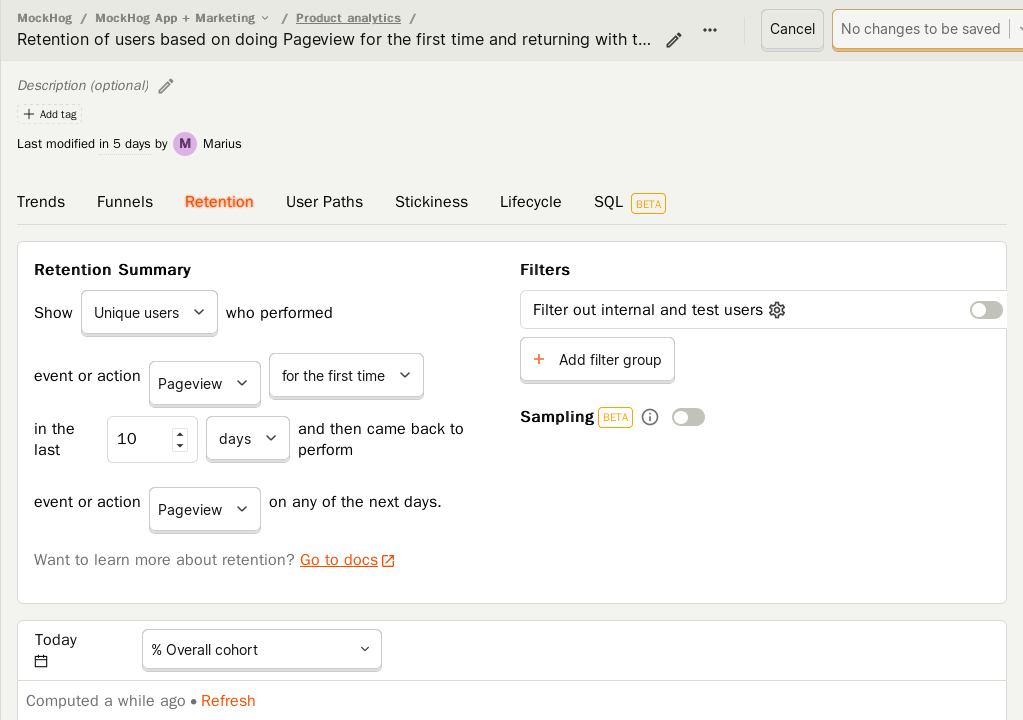 MockHog / MockHog App + Marketing / Product analytics /
Retention of users based on doing Pageview for the first time and returning with t...
Cancel
No changes to be saved
Description (optional)
Add tag
Last modified in 5 days by M Marius
Trends Funnels Retention User Paths Stickiness Lifecycle SQL BETA
Retention Summary
Show Unique users who performed
event or action Pageview for the first time
in the last 10 days and then came back to perform
event or action Pageview on any of the next days.
Want to learn more about retention? Go to docs
Filters
Filter out internal and test users
+ Add filter group
Sampling BETA
Today
% Overall cohort
Computed a while ago • Refresh